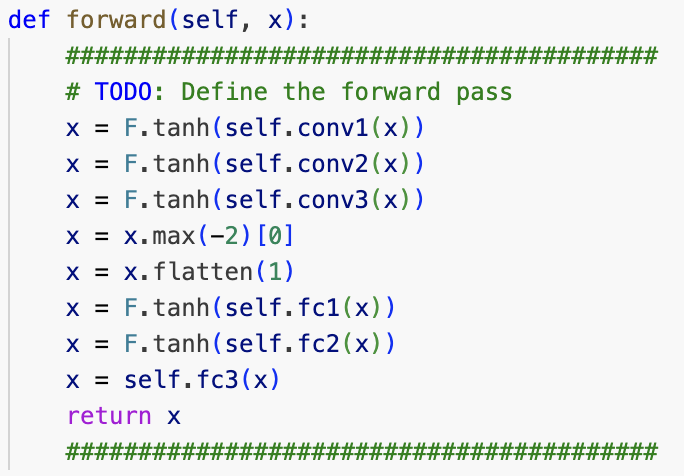 def forward(self, x):
    #########################################
    # TODO: Define the forward pass
    x = F.tanh(self.conv1(x))
    x = F.tanh(self.conv2(x))
    x = F.tanh(self.conv3(x))
    x = x.max(-2)[0]
    x = x.flatten(1)
    x = F.tanh(self.fc1(x))
    x = F.tanh(self.fc2(x))
    x = self.fc3(x)
    return x
    #########################################